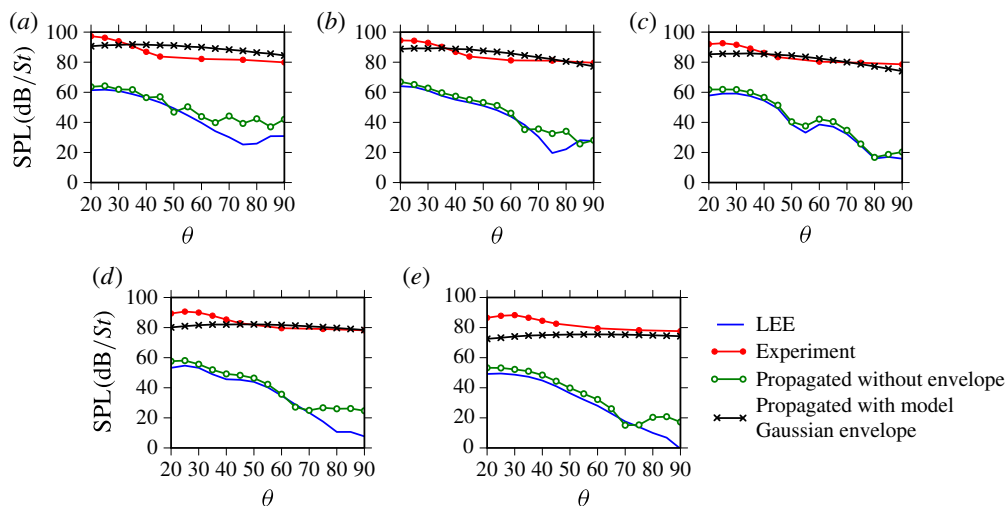 (a) (b) (c)
100 100 100
80 80 80
60 60 60
40 40 40
20 20 20
0 0 0
SPL(dB/St)
20 30 40 50 60 70 80 90 20 30 40 50 60 70 80 90 20 30 40 50 60 70 80 90
θ θ θ
(d) (e)
100 100
80 80
60 60
40 40
20 20
0 0
SPL(dB/St)
20 30 40 50 60 70 80 90 20 30 40 50 60 70 80 90
θ θ
LEE
Experiment
Propagated without envelope
Propagated with model
Gaussian envelope